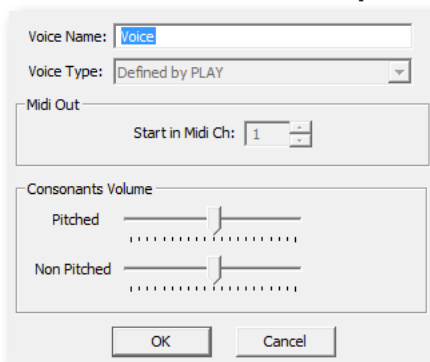 Voice Name: Voice
Voice Type: Defined by PLAY
Midi Out
Start in Midi Ch: 1
Consonants Volume
Pitched
Non Pitched
OK Cancel